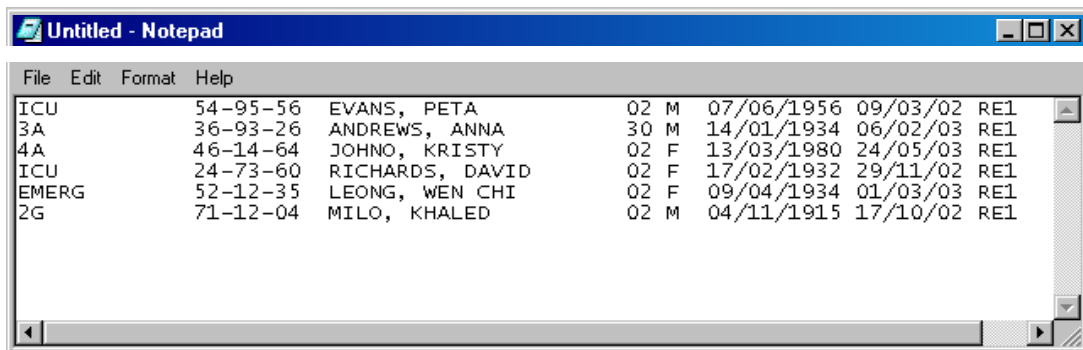 Untitled - Notepad
File Edit Format Help
ICU 54-95-56 EVANS, PETA 02 M 07/06/1956 09/03/02 RE1
3A 36-93-26 ANDREWS, ANNA 30 M 14/01/1934 06/02/03 RE1
4A 46-14-64 JOHNO, KRISTY 02 F 13/03/1980 24/05/03 RE1
ICU 24-73-60 RICHARDS, DAVID 02 F 17/02/1932 29/11/02 RE1
EMERG 52-12-35 LEONG, WEN CHI 02 F 09/04/1934 01/03/03 RE1
2G 71-12-04 MILO, KHALED 02 M 04/11/1915 17/10/02 RE1